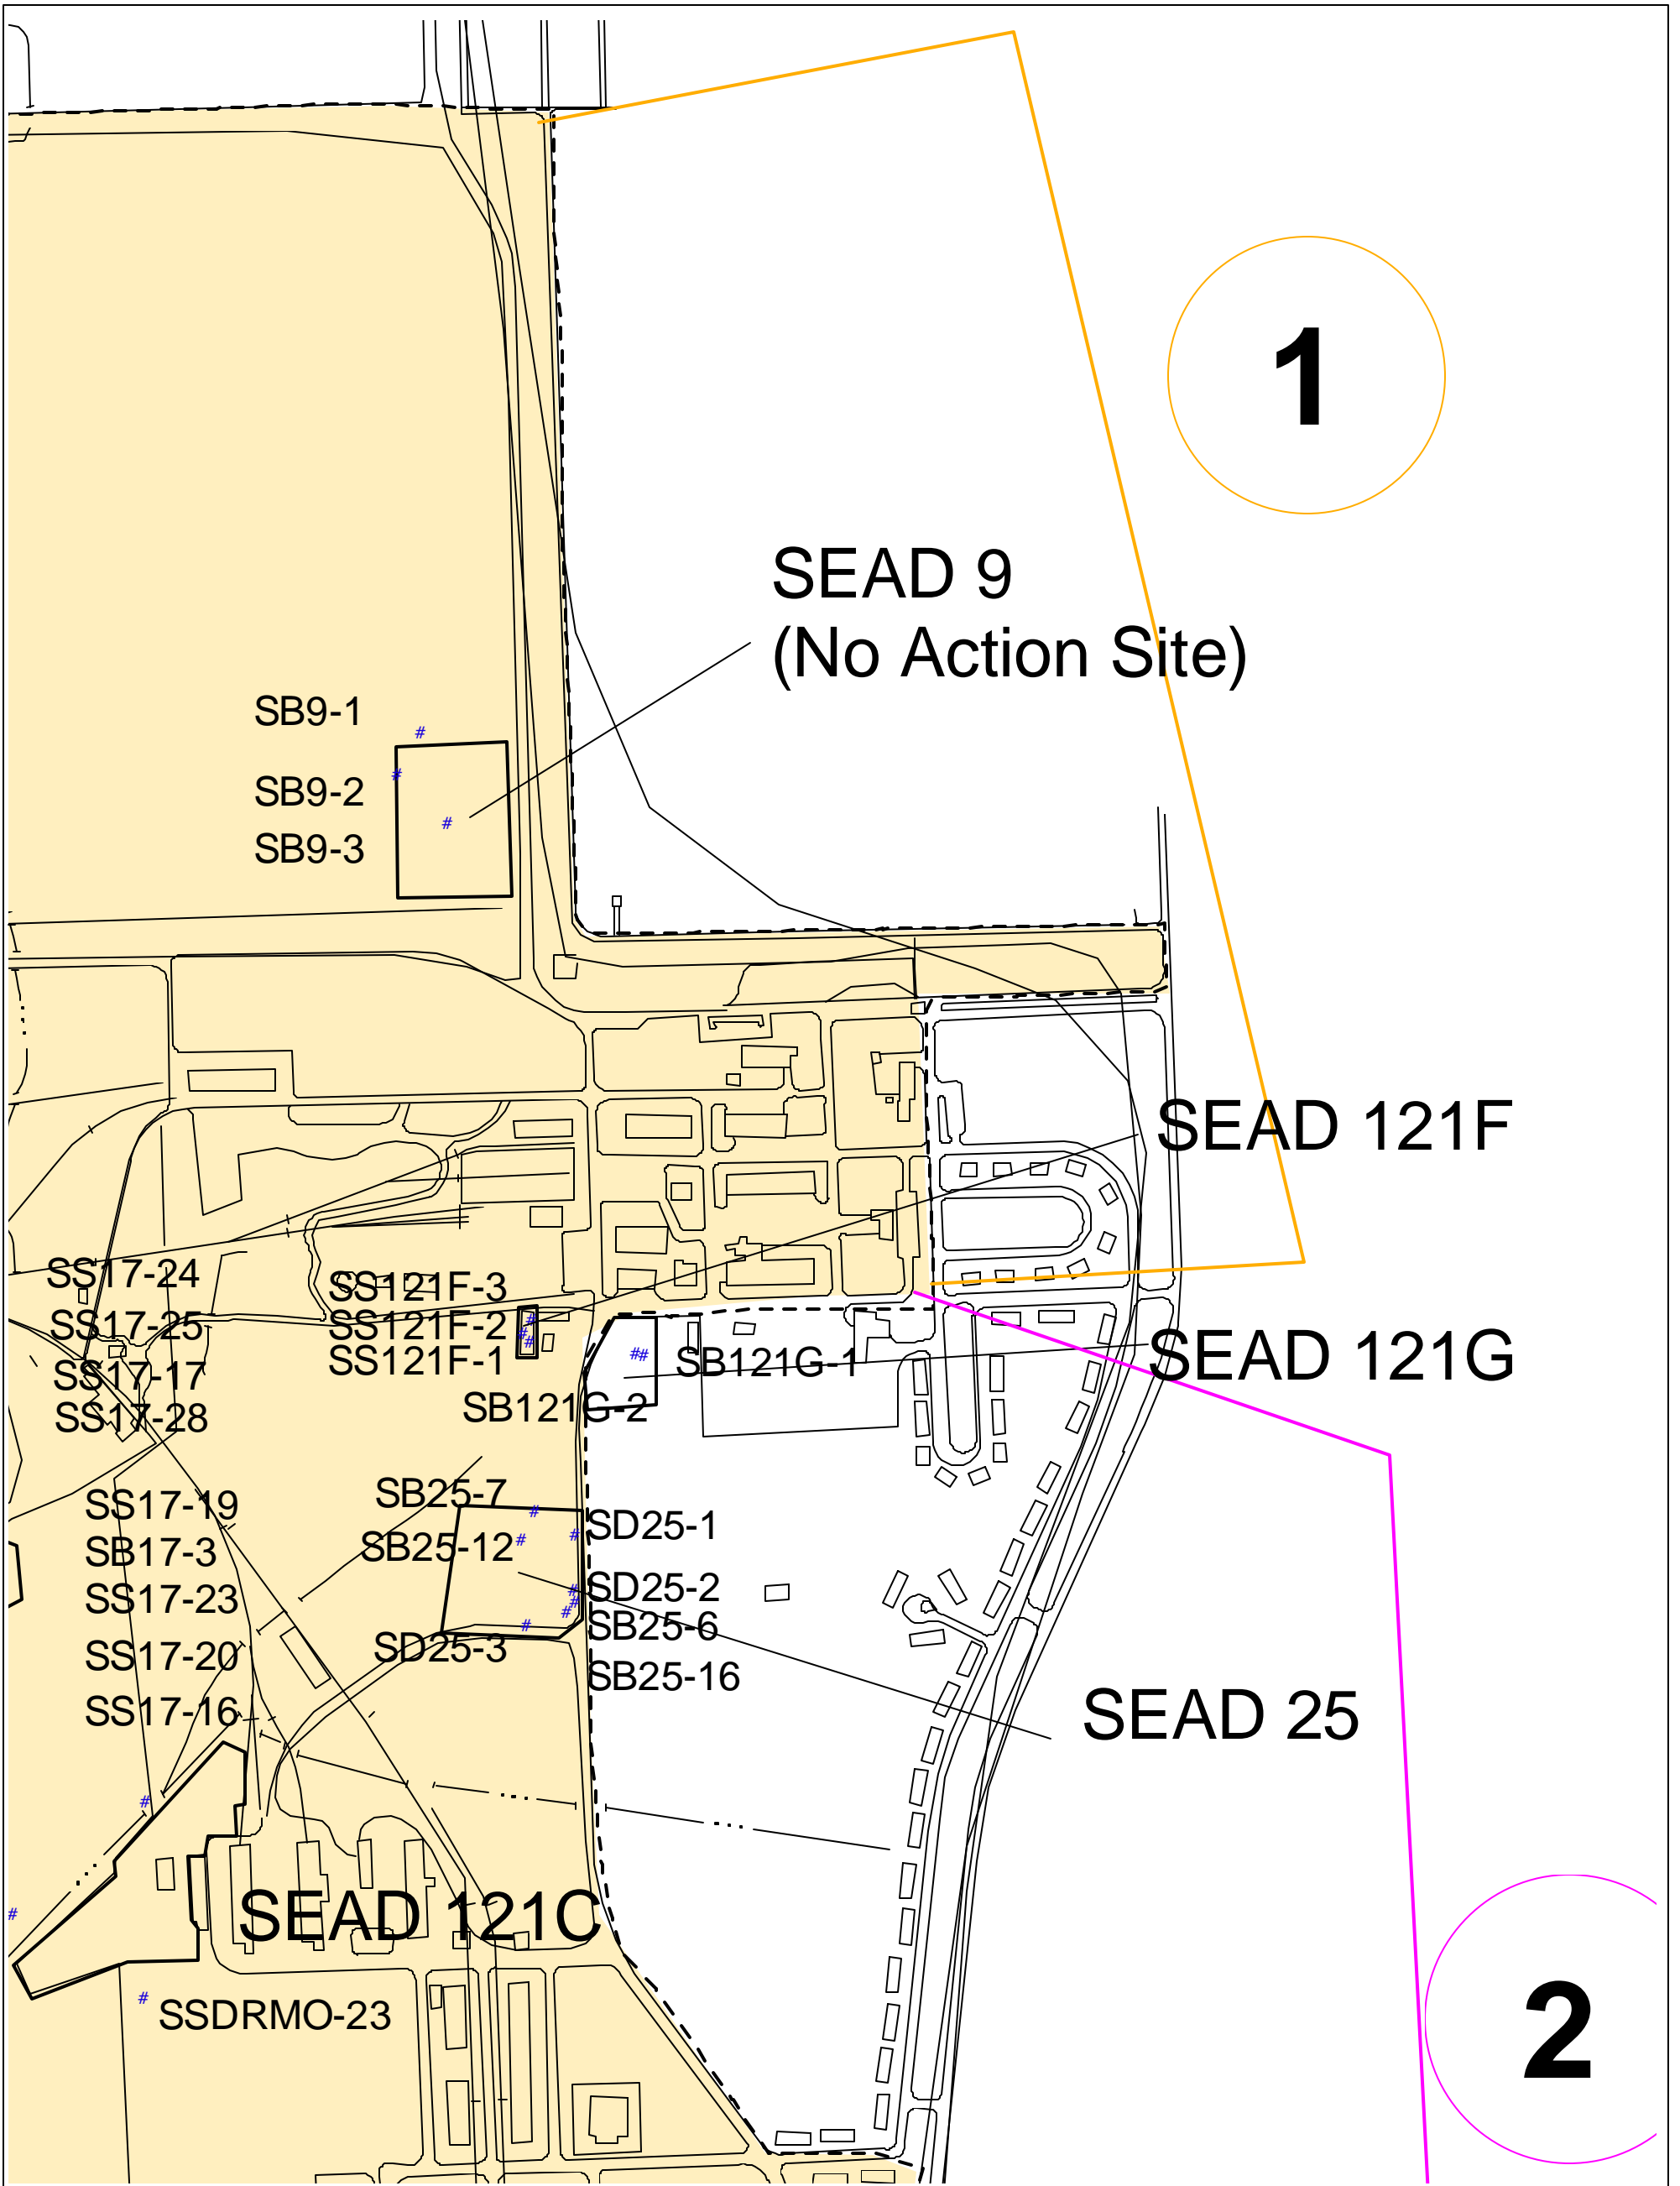 1
SEAD 9
(No Action Site)
SB9-1
SB9-2
SB9-3
SEAD 121F
SS17-24
SS121F-3
SS17-25
SS121F-2
SS121F-1
SB121G-1
SEAD 121G
SS17-17
SS17-28
SB121G-2
SB25-7
SS17-19
SD25-1
SB17-3
SB25-12
SS17-23
SD25-2
SB25-6
SS17-20
SD25-3
SB25-16
SS17-16
SEAD 25
SEAD 121C
SSDRMO-23
2